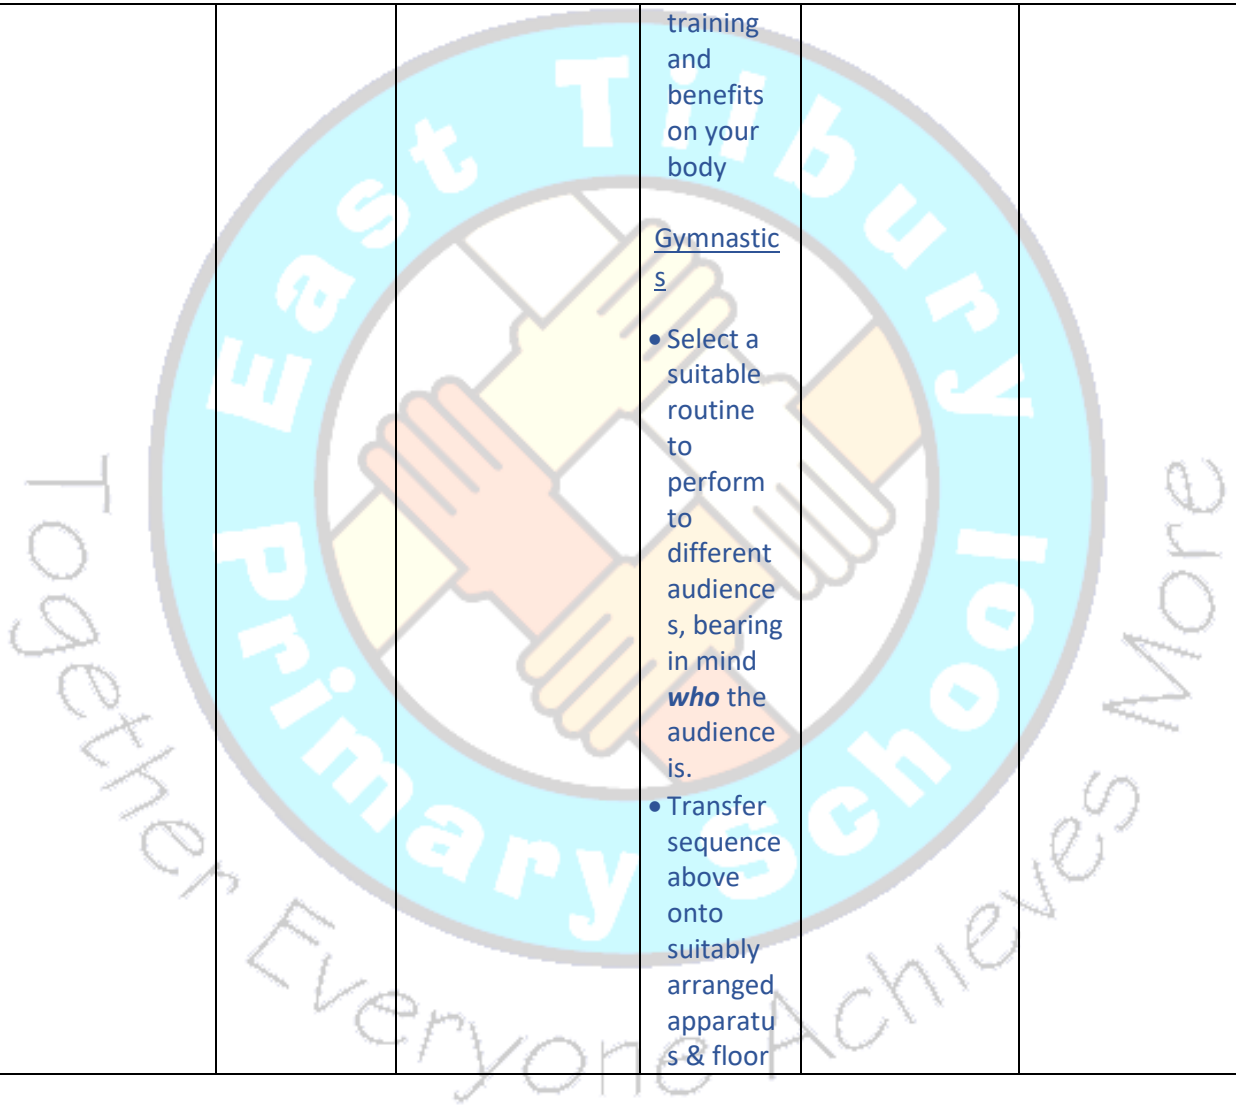 training
and
benefits
on your
body
Gymnastic
s
• Select a
suitable
routine
to
perform
to
different
audience
s, bearing
in mind
who the
audience
is.
• Transfer
sequence
above
onto
suitably
arranged
apparatu
s & floor
East Tilbury
Primary School
Together Everyone Achieves More